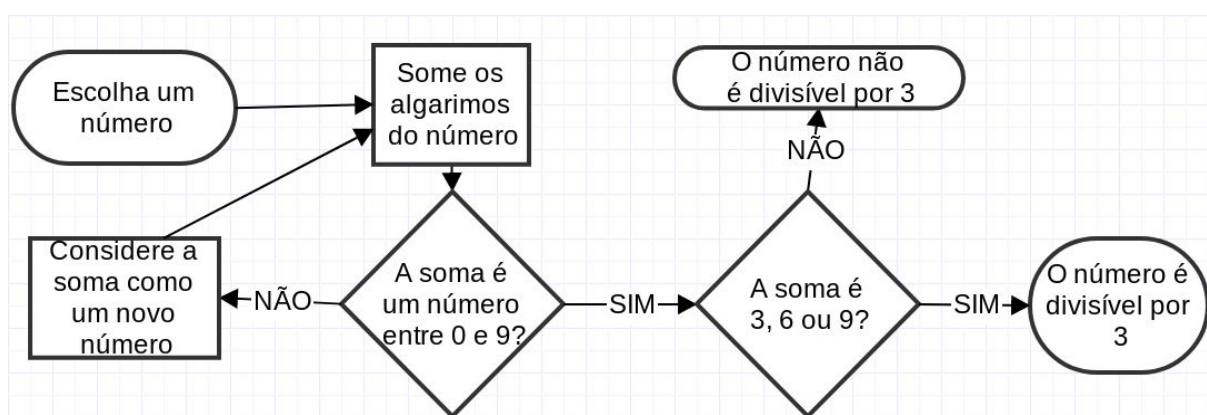 Escolha um
número
Some os
algarimos
do número
O número não
é divisível por 3
NÃO
Considere a
soma como
um novo
número
NÃO
A soma é
um número
entre 0 e 9?
SIM
A soma é
3, 6 ou 9?
SIM
O número é
divisível por
3